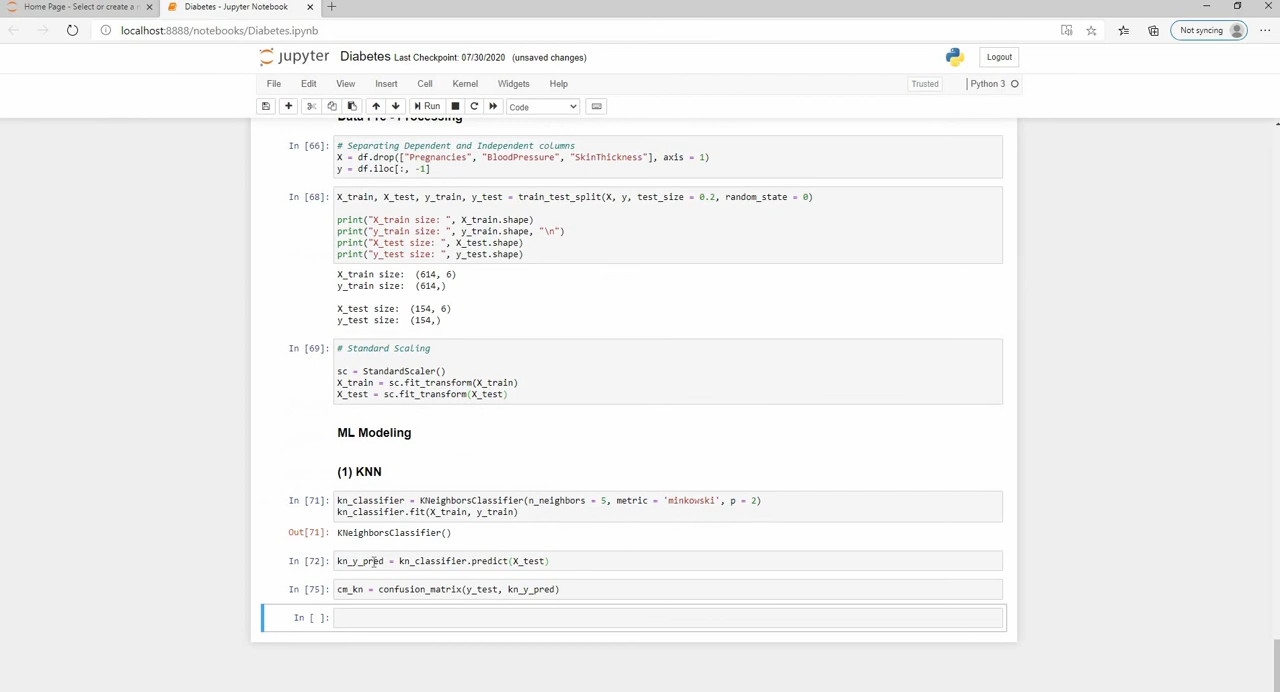 Home Page - Select or create a
Diabetes - Jupyter Notebook
localhost:8888/notebooks/Diabetes.ipynb
Not syncing
jupyter Diabetes Last Checkpoint: 07/30/2020 (unsaved changes)
Logout
File Edit View Insert Cell Kernel Widgets Help
Trusted
Python 3
Run
Code
Data Pre - Processing
In [66]: # Separating Dependent and Independent columns
X = df.drop(["Pregnancies", "BloodPressure", "SkinThickness"], axis = 1)
y = df.iloc[:, -1]
In [68]: X_train, X_test, y_train, y_test = train_test_split(X, y, test_size = 0.2, random_state = 0)
print("X_train size: ", X_train.shape)
print("y_train size: ", y_train.shape, "\n")
print("X_test size: ", X_test.shape)
print("y_test size: ", y_test.shape)
X_train size:  (614, 6)
y_train size:  (614,)
X_test size:  (154, 6)
y_test size:  (154,)
In [69]: # Standard Scaling
sc = StandardScaler()
X_train = sc.fit_transform(X_train)
X_test = sc.fit_transform(X_test)
ML Modeling
(1) KNN
In [71]: kn_classifier = KNeighborsClassifier(n_neighbors = 5, metric = 'minkowski', p = 2)
kn_classifier.fit(X_train, y_train)
Out[71]: KNeighborsClassifier()
In [72]: kn_y_pred = kn_classifier.predict(X_test)
In [75]: cm_kn = confusion_matrix(y_test, kn_y_pred)
In [ ]: